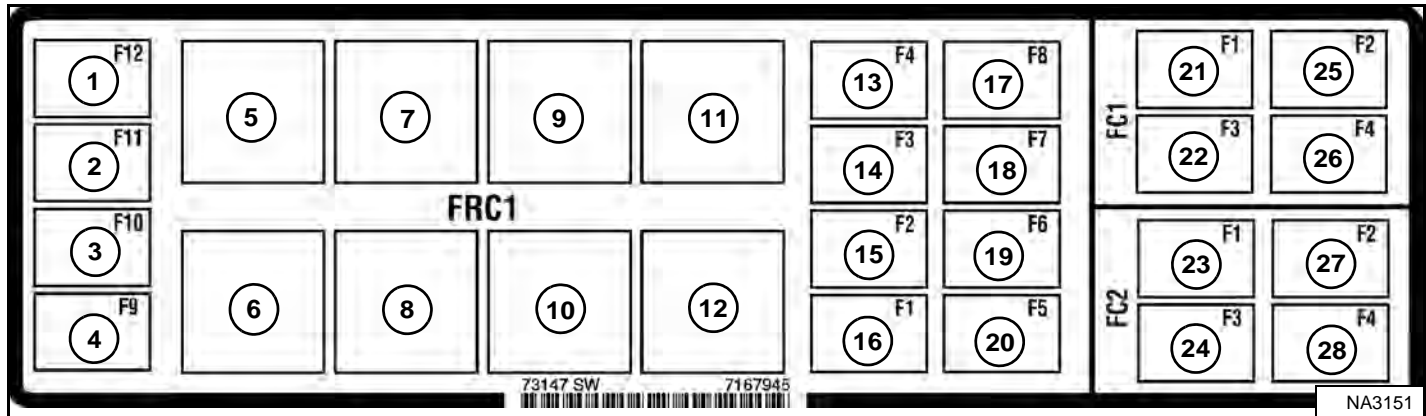 F12 F4 F8 F1 F2
1 5 7 9 11 13 17 21 25
FC1
F11 F3 F7 F3 F4
2 14 18 22 26
FRC1
F10 F2 F6 F1 F2
3 15 19 23 27
FC2
F9 F1 F5 F3 F4
4 6 8 10 12 16 20 24 28
73147 SW 7167945
NA3151